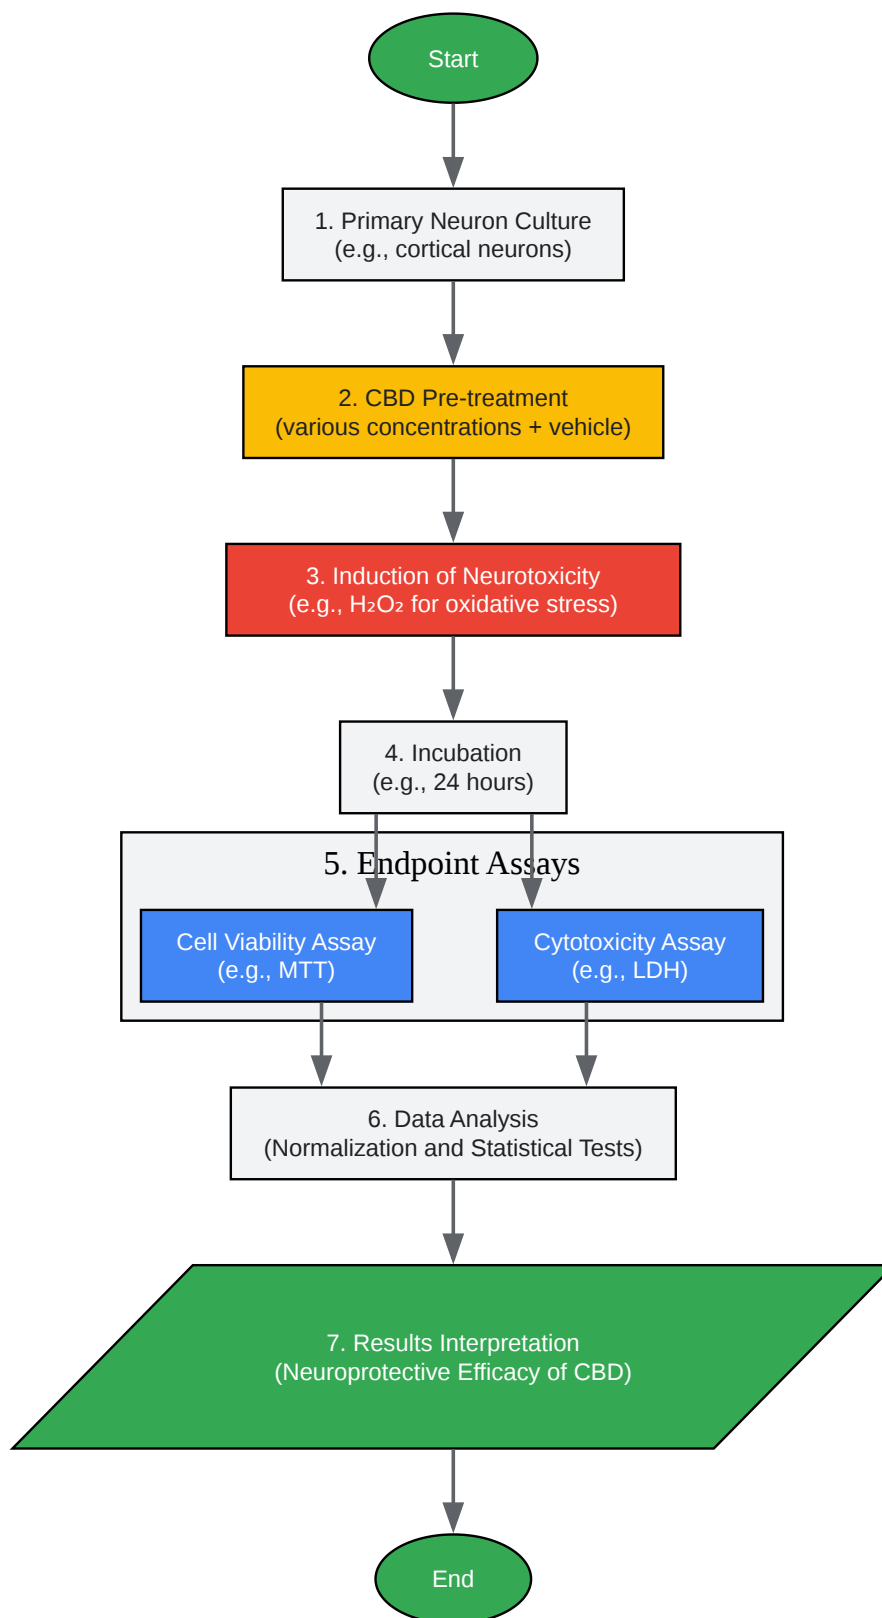 Start
1. Primary Neuron Culture
(e.g., cortical neurons)
2. CBD Pre-treatment
(various concentrations + vehicle)
3. Induction of Neurotoxicity
(e.g., H₂O₂ for oxidative stress)
4. Incubation
(e.g., 24 hours)
5. Endpoint Assays
Cell Viability Assay
(e.g., MTT)
Cytotoxicity Assay
(e.g., LDH)
6. Data Analysis
(Normalization and Statistical Tests)
7. Results Interpretation
(Neuroprotective Efficacy of CBD)
End